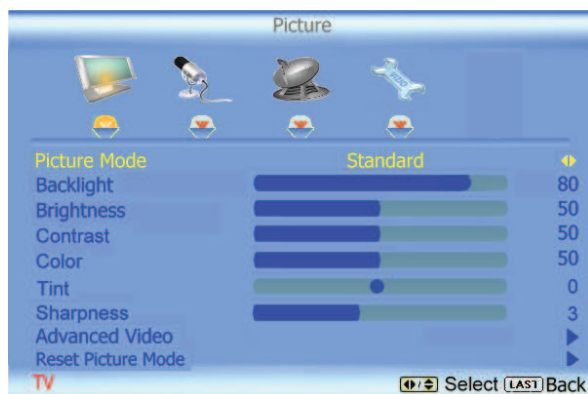 Picture
Picture Mode Standard
Backlight 80
Brightness 50
Contrast 50
Color 50
Tint 0
Sharpness 3
Advanced Video
Reset Picture Mode
TV Select LAST Back